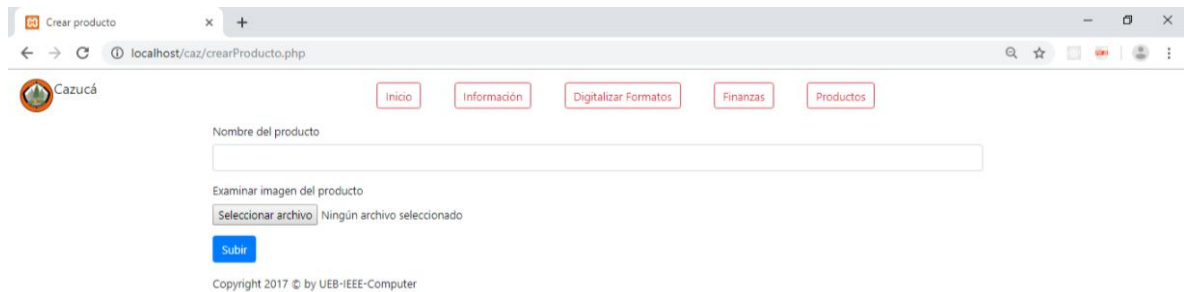 Crear producto
localhost/caz/crearProducto.php
Cazucá
Inicio Información Digitalizar Formatos Finanzas Productos
Nombre del producto
Examinar imagen del producto
Seleccionar archivo Ningún archivo seleccionado
Subir
Copyright 2017 © by UEB-IEEE-Computer